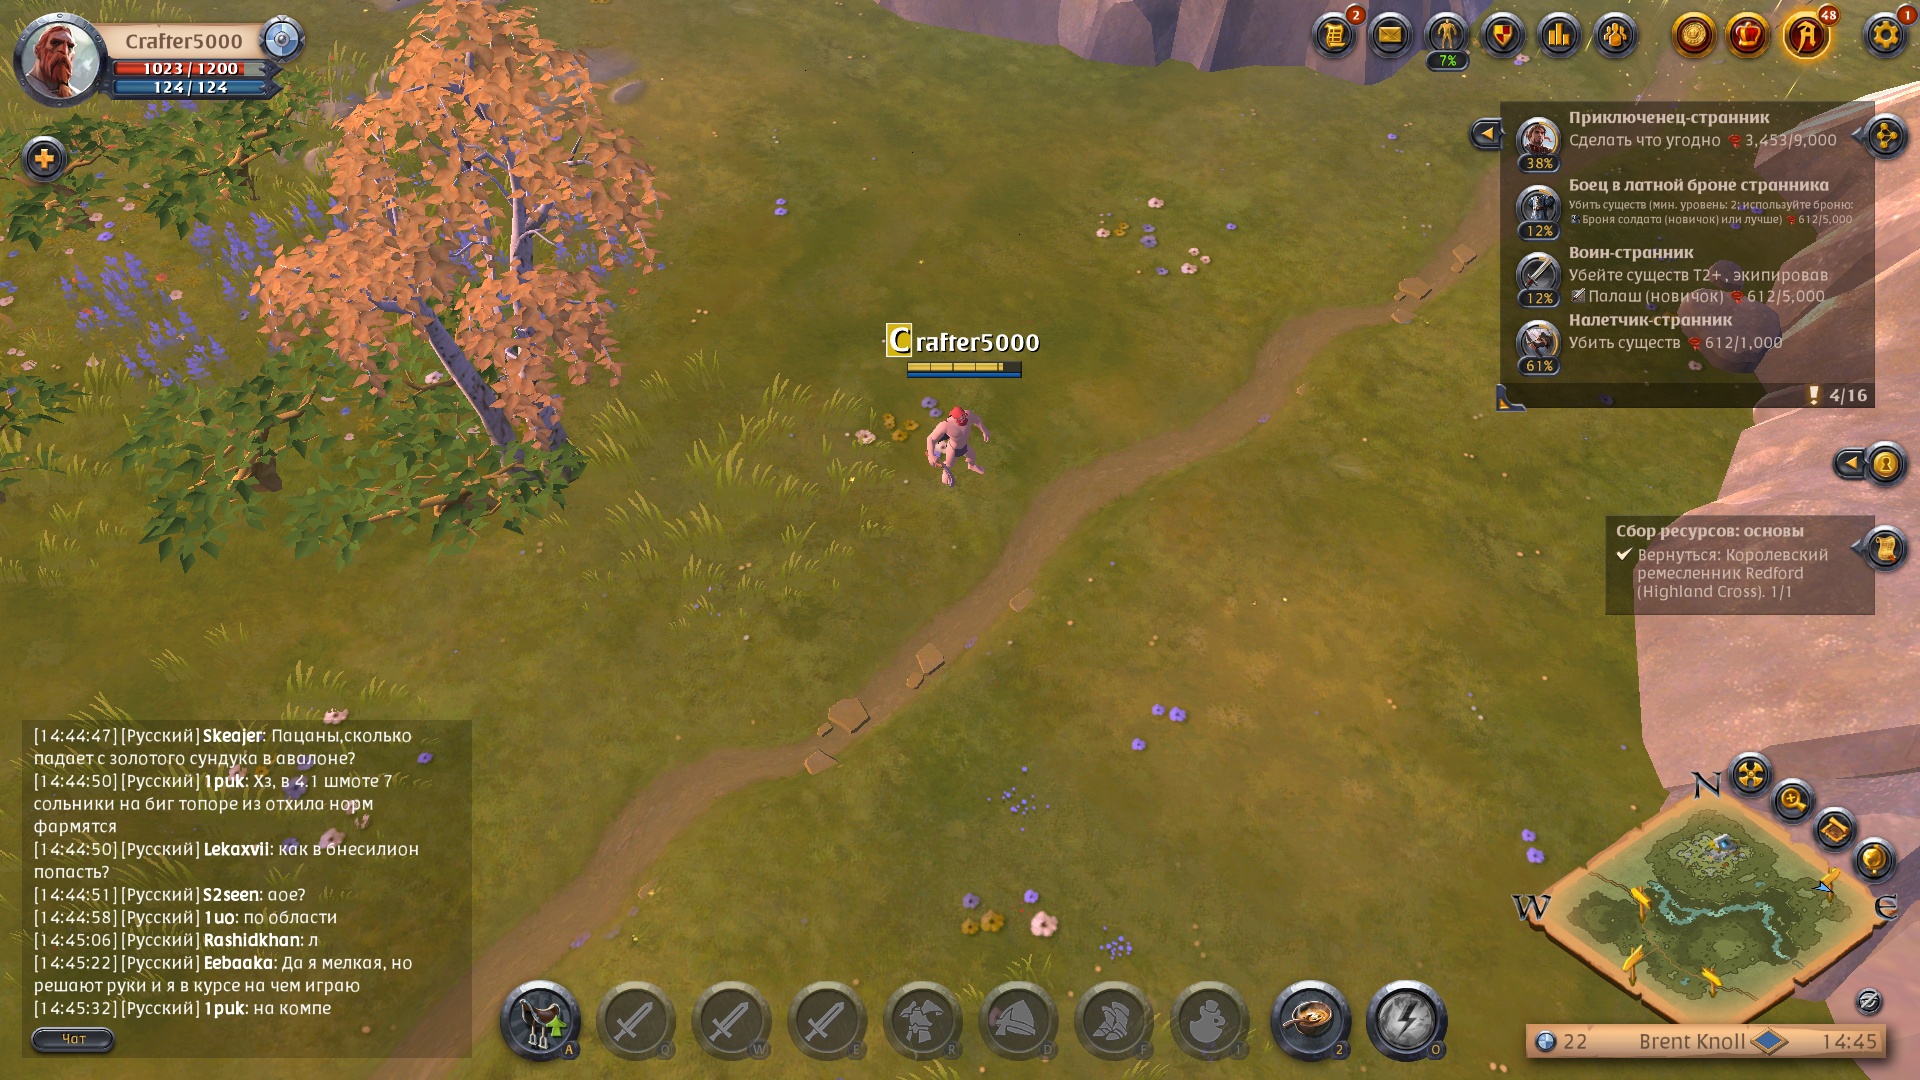 Crafter5000
1023 / 1200
124 / 124
2
7%
48
1
Приключенец-странник
Сделать что угодно 3,453/9,000
38%
Боец в латной броне странника
Убить существ (мин. уровень: 2; используйте броню:
Броня солдата (новичок) или лучше) 612/5,000
12%
Воин-странник
Убейте существ T2+, экипировав
Палаш (новичок) 612/5,000
12%
Налетчик-странник
Убить существ 612/1,000
61%
4/16
Crafter5000
Сбор ресурсов: основы
Вернуться: Королевский
ремесленник Redford
(Highland Cross). 1/1
[14:44:47] [Русский] Skeajer: Пацаны,сколько
падает с золотого сундука в авалоне?
[14:44:50] [Русский] 1puk: Хз, в 4.1 шмоте 7
сольники на биг топоре из отхила норм
фармятся
[14:44:50] [Русский] Lekaxvii: как в бнесилион
попасть?
[14:44:51] [Русский] S2seen: аое?
[14:44:58] [Русский] 1uo: по области
[14:45:06] [Русский] Rashidkhan: л
[14:45:22] [Русский] Eebaaka: Да я мелкая, но
решают руки и я в курсе на чем играю
[14:45:32] [Русский] 1puk: на компе
Чат
A
Q
W
E
R
D
F
1
2
O
N
W
E
22 Brent Knoll 14:45